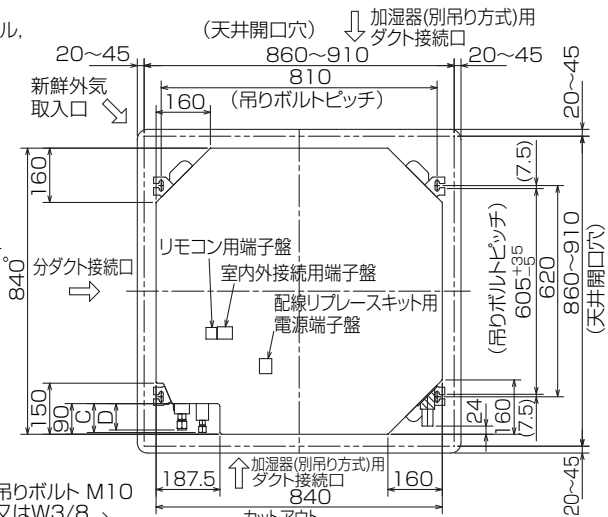 ル,
(天井開口穴)
加湿器(別吊り方式)用
ダクト接続口
20~45
860~910
20~45
810
(吊りボルトピッチ)
新鮮外気
取入口
160
20~45
160
(7.5)
840
分ダクト接続口
リモコン用端子盤
室内外接続用端子盤
配線リプレースキット用
電源端子盤
(吊りボルトピッチ)
605+35-5
620
860~910
(天井開口穴)
150
90
C
D
24
160
(7.5)
187.5
加湿器(別吊り方式)用
ダクト接続口
160
840
20~45
吊りボルト M10
又はW3/8
カットアウト